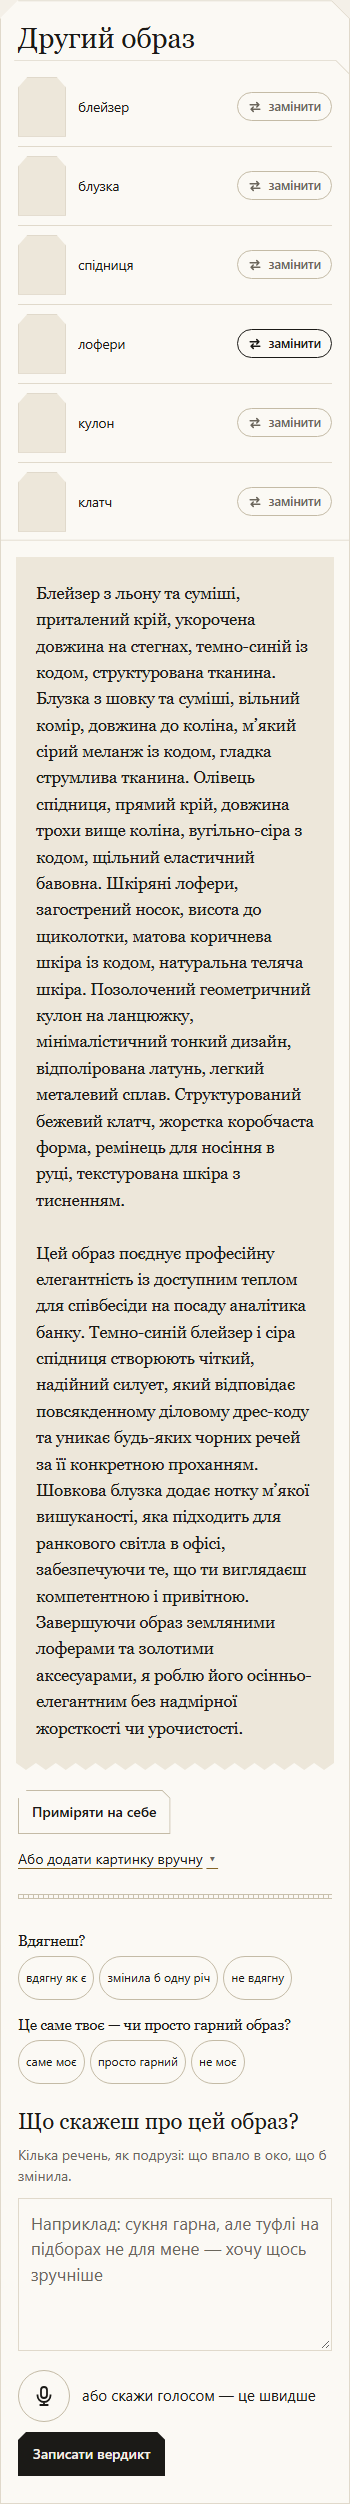 Другий образ
блейзер
замінити
блузка
замінити
спідниця
замінити
лофери
замінити
кулон
замінити
клатч
замінити
Блейзер з льону та суміші,
приталений крій, укорочена
довжина на стегнах, темно-синій із
кодом, структурована тканина.
Блузка з шовку та суміші, вільний
комір, довжина до коліна, м’який
сірий меланж із кодом, гладка
струмлива тканина. Олівець
спідниця, прямий крій, довжина
трохи вище коліна, вугільно-сіра з
кодом, щільний еластичний
бавовна. Шкіряні лофери,
загострений носок, висота до
щиколотки, матова коричнева
шкіра із кодом, натуральна теляча
шкіра. Позолочений геометричний
кулон на ланцюжку,
мінімалістичний тонкий дизайн,
відполірована латунь, легкий
металевий сплав. Структурований
бежевий клатч, жорстка коробчаста
форма, ремінець для носіння в
руці, текстурована шкіра з
тисненням.
Цей образ поєднує професійну
елегантність із доступним теплом
для співбесіди на посаду аналітика
банку. Темно-синій блейзер і сіра
спідниця створюють чіткий,
надійний силует, який відповідає
повсякденному діловому дрес-коду
та уникає будь-яких чорних речей
за її конкретною проханням.
Шовкова блузка додає нотку м’якої
вишуканості, яка підходить для
ранкового світла в офісі,
забезпечуючи те, що ти виглядаєш
компетентною і привітною.
Завершуючи образ земляними
лоферами та золотими
аксесуарами, я роблю його осінньо-
елегантним без надмірної
жорсткості чи урочистості.
Приміряти на себе
Або додати картинку вручну
Вдягнеш?
вдягну як є
змінила б одну річ
не вдягну
Це саме твоє — чи просто гарний образ?
саме моє
просто гарний
не моє
Що скажеш про цей образ?
Кілька речень, як подрузі: що впало в око, що б
змінила.
Наприклад: сукня гарна, але туфлі на
підборах не для мене — хочу щось
зручніше
або скажи голосом — це швидше
Записати вердикт